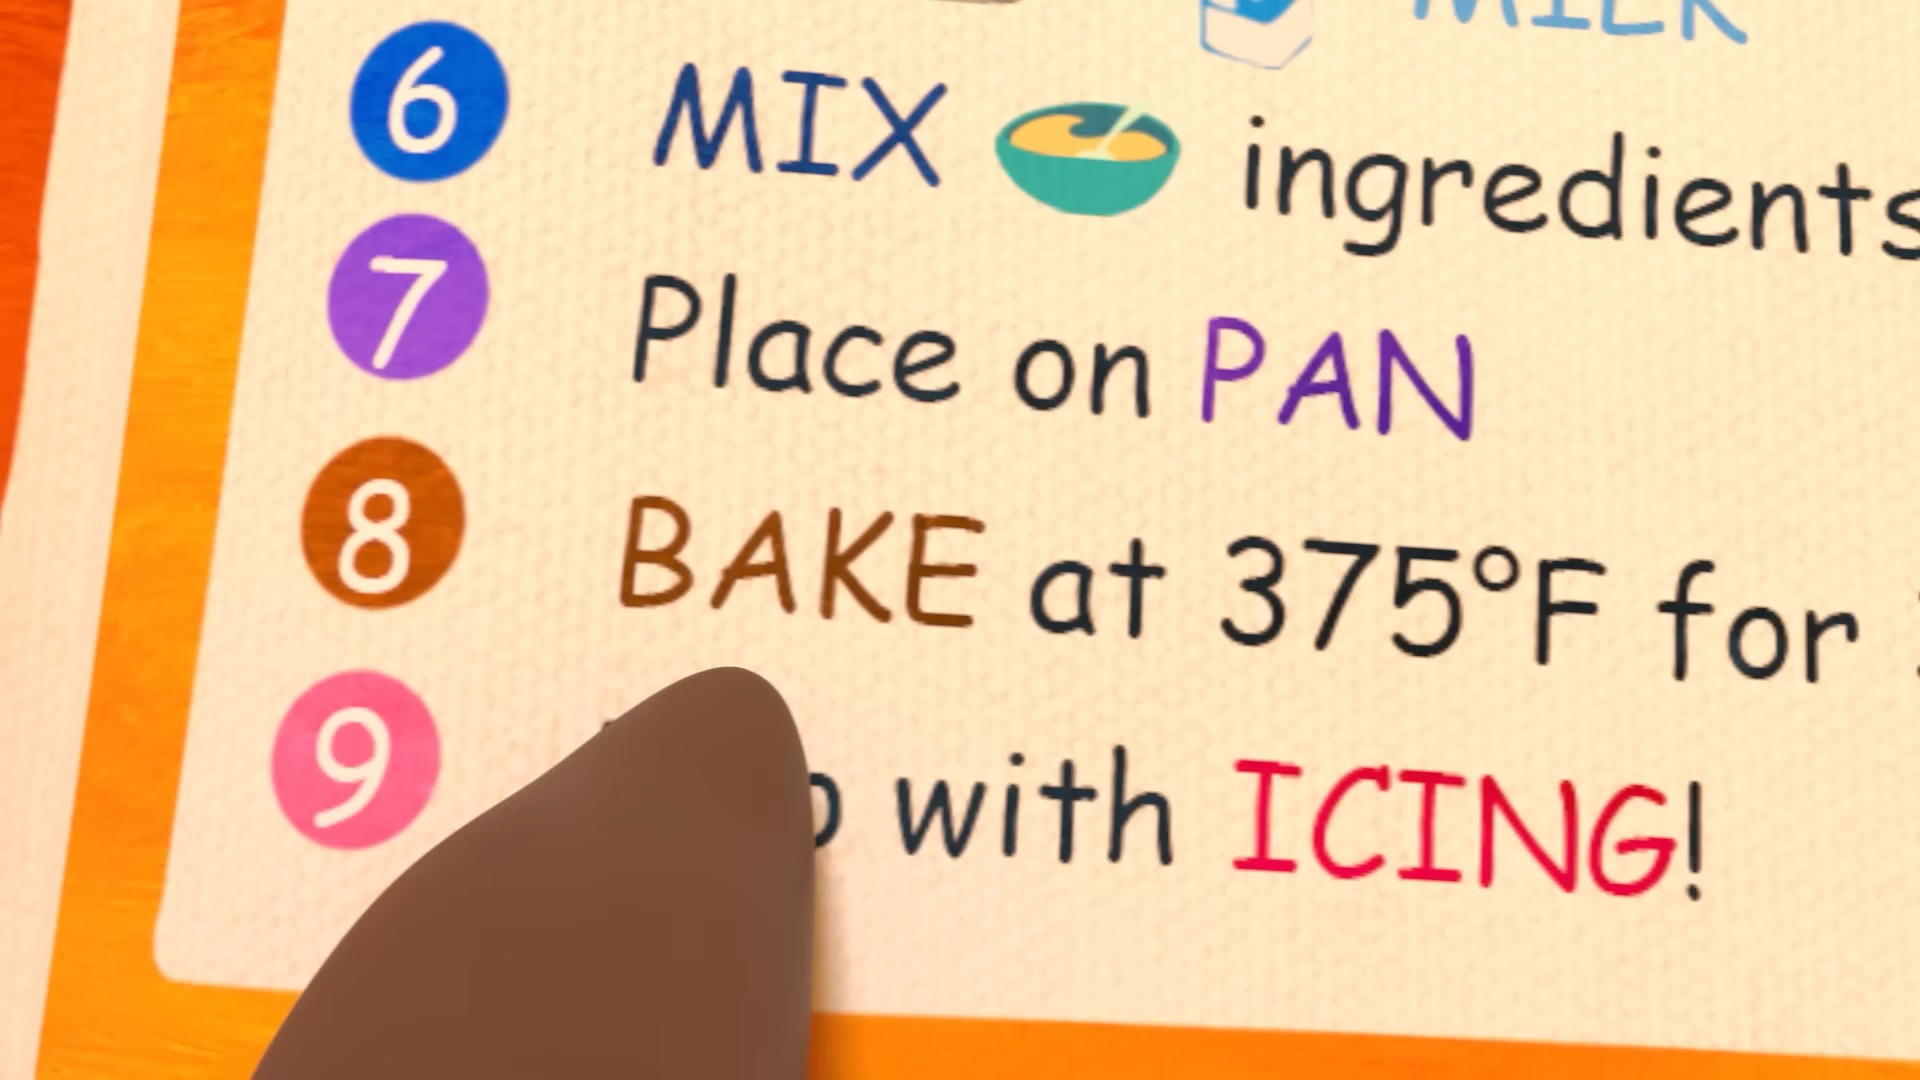 MILK
6 MIX ingredients
7 Place on PAN
8 BAKE at 375°F for
9 with ICING!